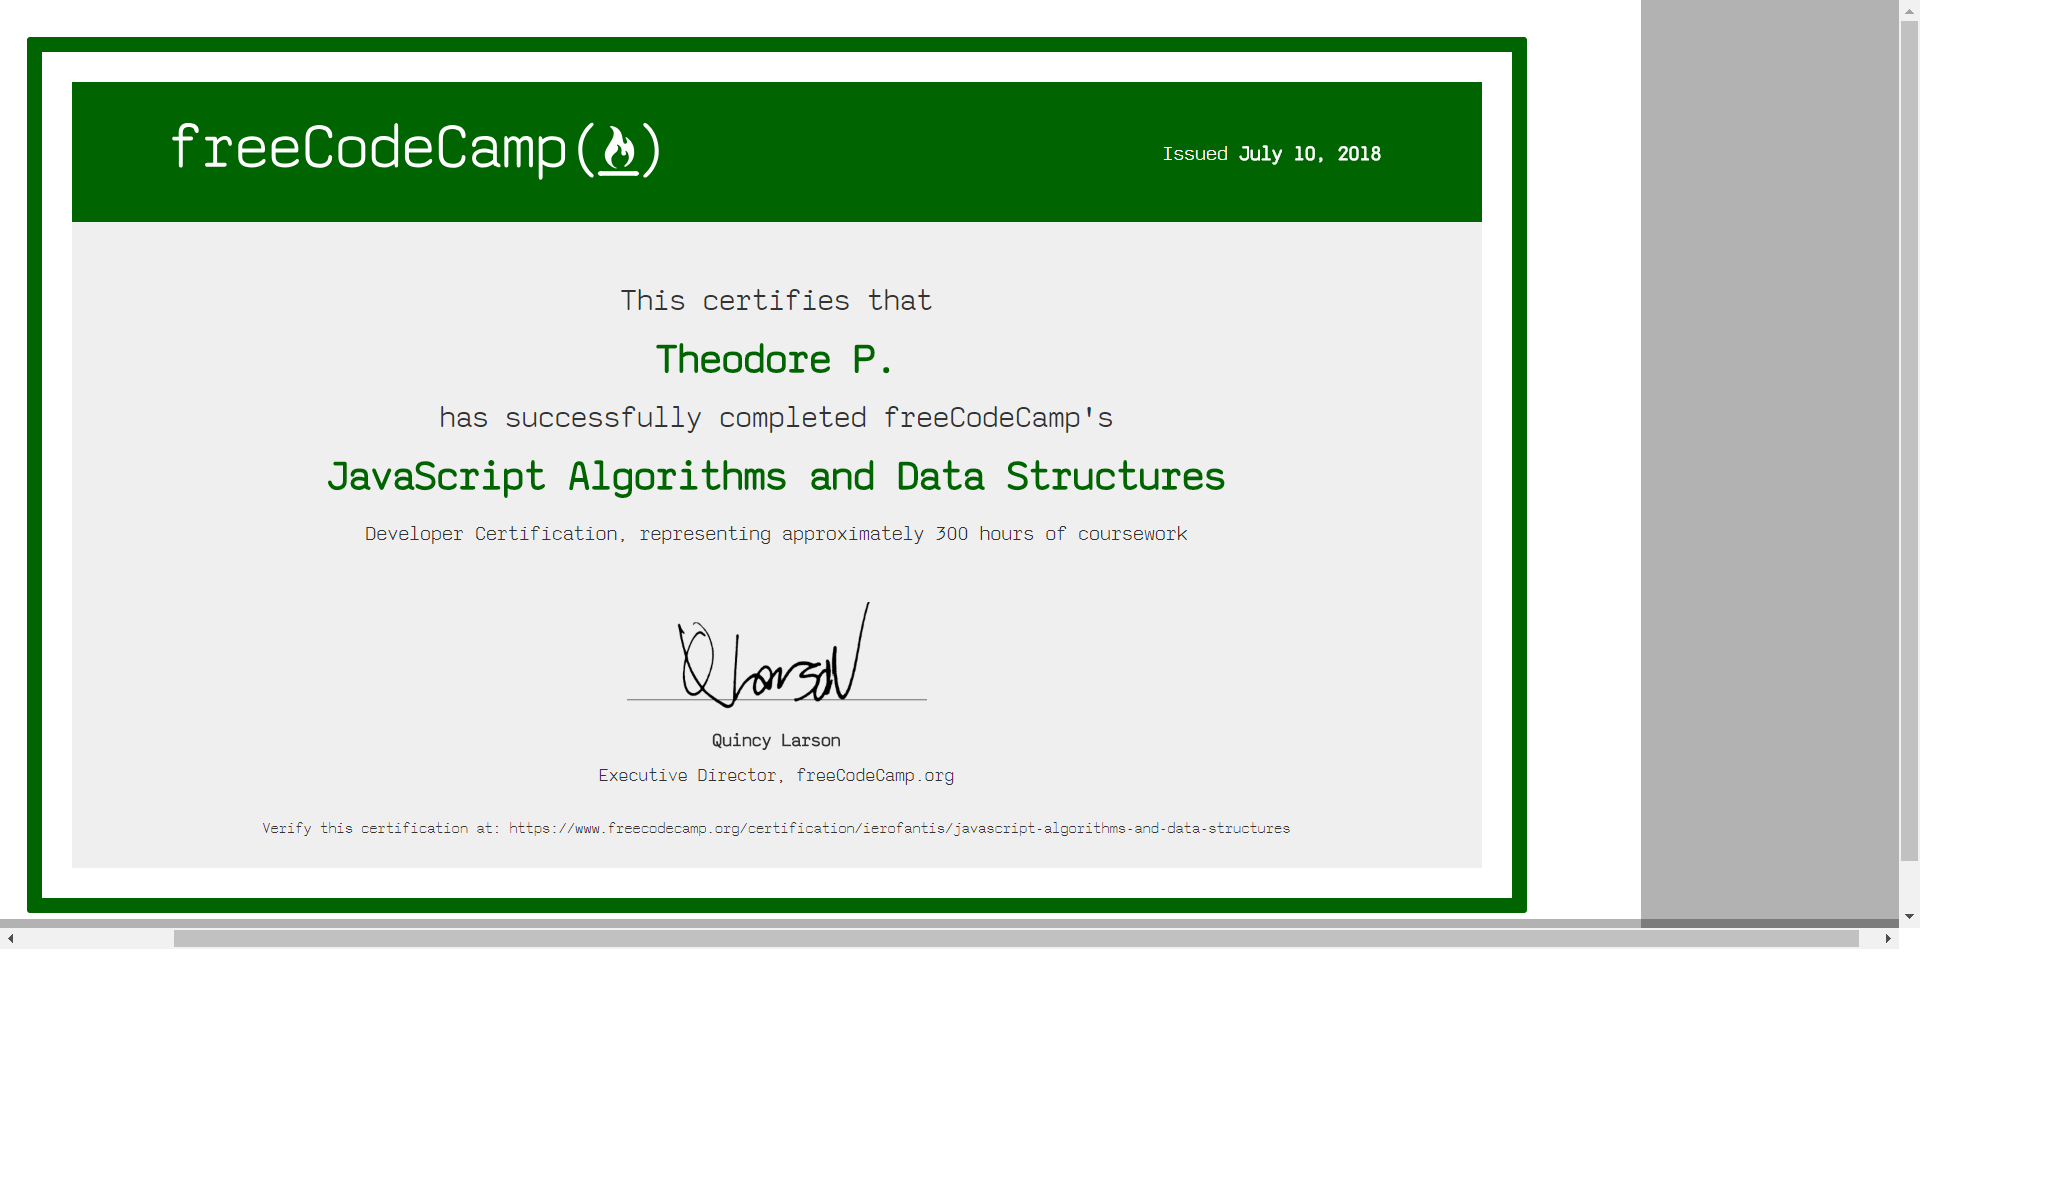 freeCodeCamp(🔥)
Issued July 10, 2018
This certifies that
Theodore P.
has successfully completed freeCodeCamp's
JavaScript Algorithms and Data Structures
Developer Certification, representing approximately 300 hours of coursework
Q Larson
Quincy Larson
Executive Director, freeCodeCamp.org
Verify this certification at: https://www.freecodecamp.org/certification/ierofantis/javascript-algorithms-and-data-structures